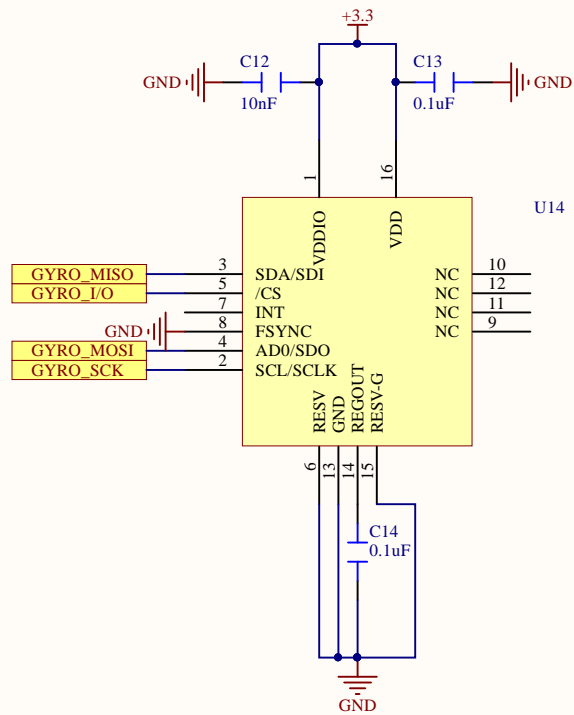 +3.3
C12
C13
GND
GND
10nF
0.1uF
1
16
U14
VDDIO
VDD
GYRO_MISO
3
SDA/SDI
NC
10
GYRO_I/O
5
/CS
NC
12
7
INT
NC
11
GND
8
FSYNC
NC
9
GYRO_MOSI
4
AD0/SDO
GYRO_SCK
2
SCL/SCLK
RESV
GND
REGOUT
RESV-G
6
13
14
15
C14
0.1uF
GND